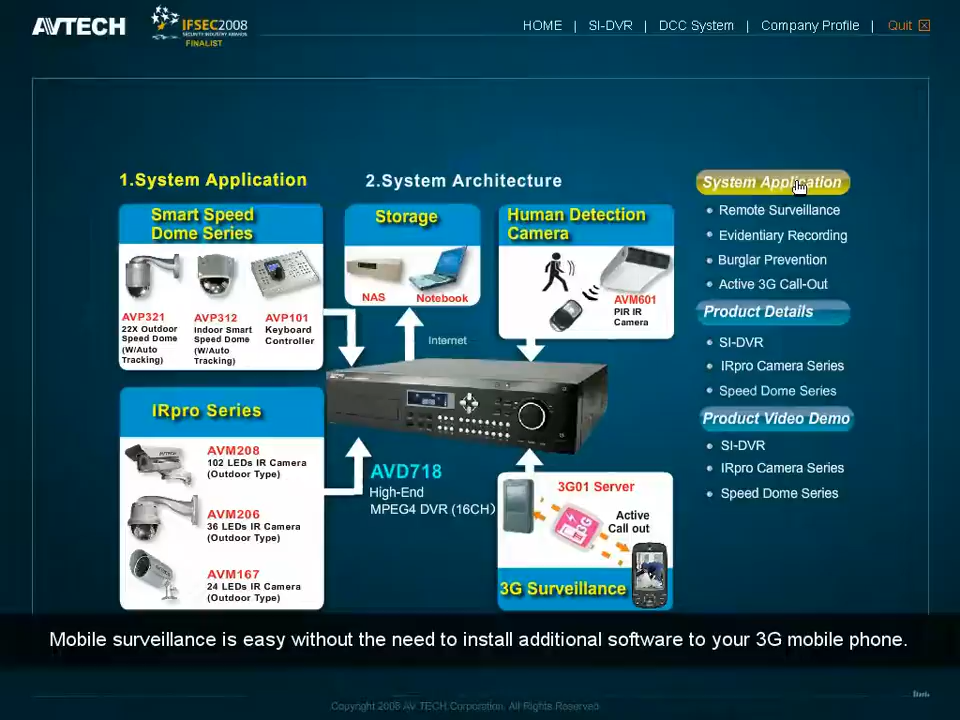 AVTECH
IFSEC2008
SECURITY INDUSTRY AWARDS
FINALIST
HOME | SI-DVR | DCC System | Company Profile | Quit
1.System Application
2.System Architecture
Smart Speed
Dome Series
AVP321
22X Outdoor
Speed Dome
(W/Auto
Tracking)
AVP312
Indoor Smart
Speed Dome
(W/Auto
Tracking)
AVP101
Keyboard
Controller
Storage
NAS
Notebook
Internet
Human Detection
Camera
AVM601
PIR IR
Camera
IRpro Series
AVM208
102 LEDs IR Camera
(Outdoor Type)
AVM206
36 LEDs IR Camera
(Outdoor Type)
AVM167
24 LEDs IR Camera
(Outdoor Type)
AVD718
High-End
MPEG4 DVR (16CH)
3G01 Server
3G
Active
Call out
3G Surveillance
System Application
Remote Surveillance
Evidentiary Recording
Burglar Prevention
Active 3G Call-Out
Product Details
SI-DVR
IRpro Camera Series
Speed Dome Series
Product Video Demo
SI-DVR
IRpro Camera Series
Speed Dome Series
Mobile surveillance is easy without the need to install additional software to your 3G mobile phone.
Copyright 2008 AV TECH Corporation. All Rights Reserved